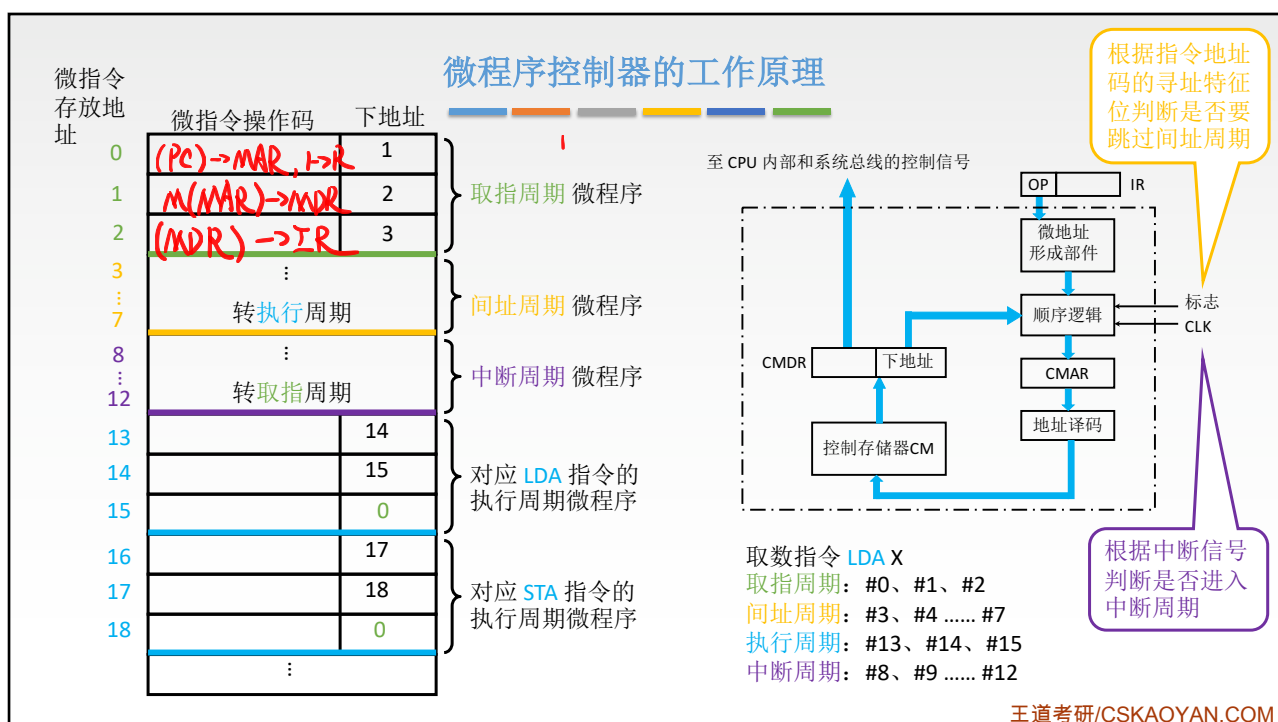 微程序控制器的工作原理
微指令
存放地
址
微指令操作码
下地址
0
(PC)→MAR, 1→R
1
1
M(MAR)→MDR
2
2
(MDR)→IR
3
取指周期 微程序
3
⋮
7
⋮
转执行周期
间址周期 微程序
8
⋮
12
⋮
转取指周期
中断周期 微程序
13
14
14
15
15
0
对应 LDA 指令的
执行周期微程序
16
17
17
18
18
0
对应 STA 指令的
执行周期微程序
⋮
1
至 CPU 内部和系统总线的控制信号
OP
IR
微地址
形成部件
顺序逻辑
标志
CLK
CMDR
下地址
CMAR
地址译码
控制存储器CM
根据指令地址
码的寻址特征
位判断是否要
跳过间址周期
根据中断信号
判断是否进入
中断周期
取数指令 LDA X
取指周期：#0、#1、#2
间址周期：#3、#4 …… #7
执行周期：#13、#14、#15
中断周期：#8、#9 …… #12
王道考研/CSKAOYAN.COM